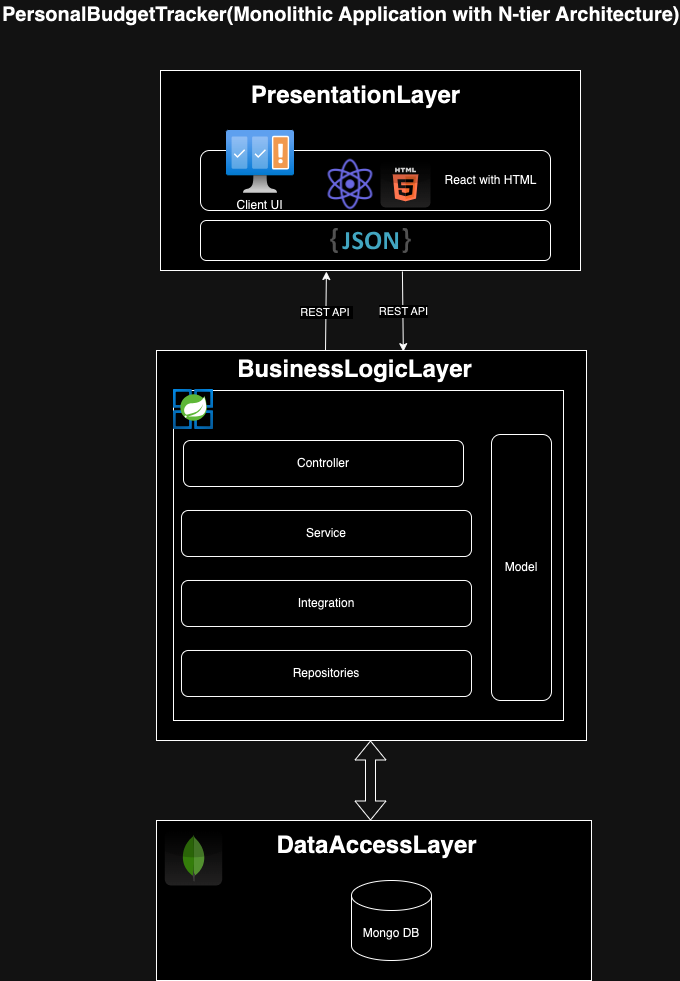 PersonalBudgetTracker(Monolithic Application with N-tier Architecture)
PresentationLayer
Client UI
HTML
5
React with HTML
{JSON}
REST API
REST API
BusinessLogicLayer
Controller
Service
Integration
Repositories
Model
DataAccessLayer
Mongo DB